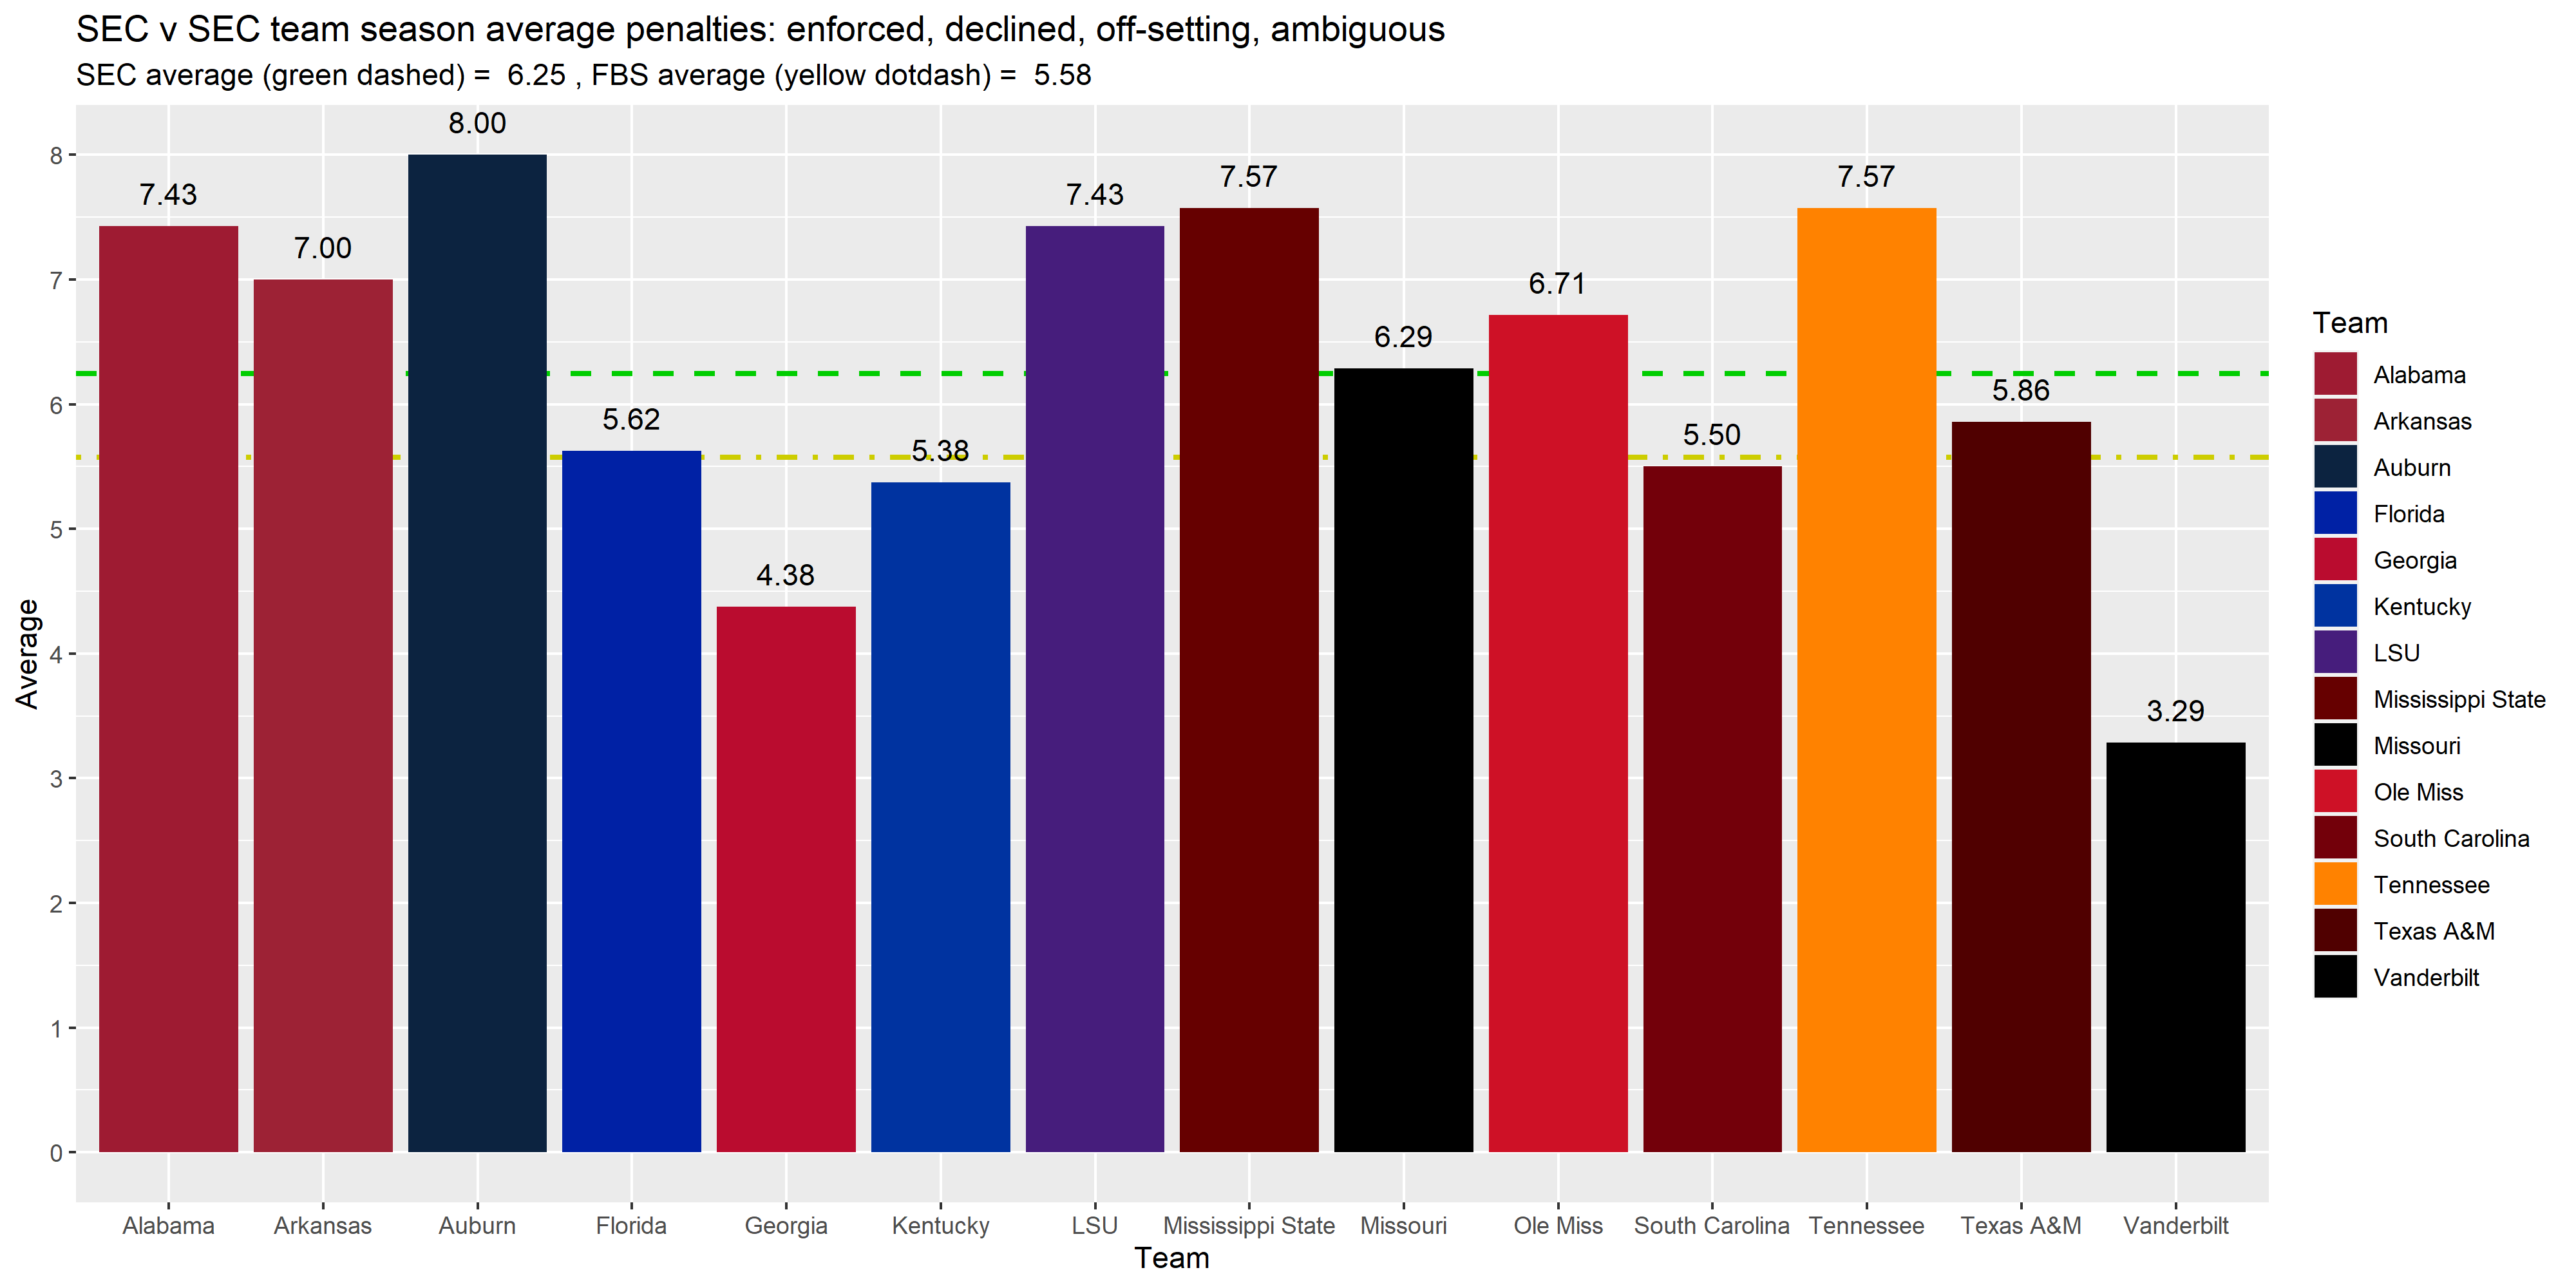 SEC v SEC team season average penalties: enforced, declined, off-setting, ambiguous
SEC average (green dashed) =  6.25 , FBS average (yellow dotdash) =  5.58
8.00
7.43
7.00
5.62
4.38
5.38
7.43
7.57
6.29
6.71
5.50
7.57
5.86
3.29
8
7
6
5
4
3
2
1
0
Average
Alabama
Arkansas
Auburn
Florida
Georgia
Kentucky
LSU
Mississippi State
Missouri
Ole Miss
South Carolina
Tennessee
Texas A&M
Vanderbilt
Team
Team
Alabama
Arkansas
Auburn
Florida
Georgia
Kentucky
LSU
Mississippi State
Missouri
Ole Miss
South Carolina
Tennessee
Texas A&M
Vanderbilt